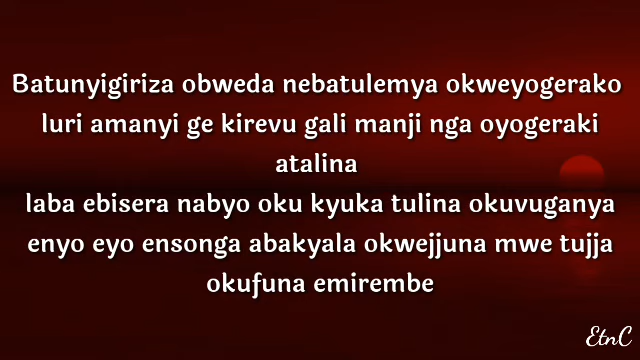 Batunyigiriza obweda nebatulemya okweyogerako
luri amanyi ge kirevu gali manji nga oyogeraki
atalina
laba ebisera nabyo oku kyuka tulina okuvuganya
enyo eyo ensonga abakyala okwejjuna mwe tujja
okufuna emirembe
EtnC